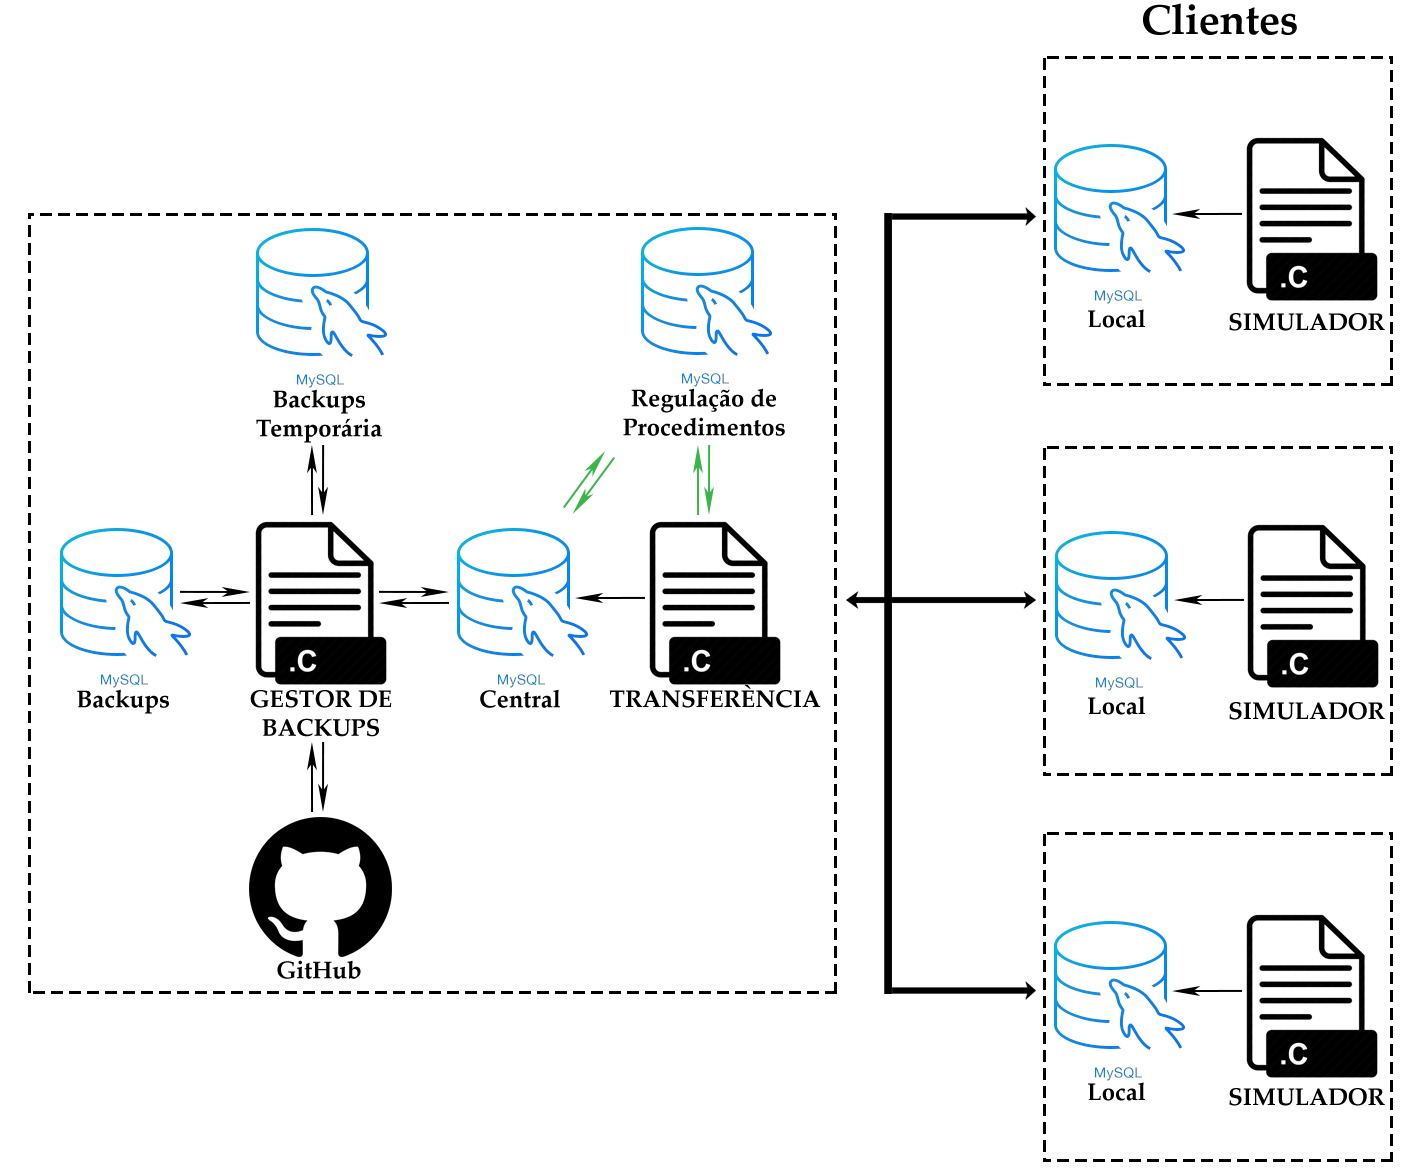 Clientes
.C
MySQL
Local
SIMULADOR
MySQL
Backups
Temporária
MySQL
Regulação de
Procedimentos
MySQL
Backups
.C
GESTOR DE
BACKUPS
MySQL
Central
.C
TRANSFERÈNCIA
.C
MySQL
Local
SIMULADOR
GitHub
.C
MySQL
Local
SIMULADOR